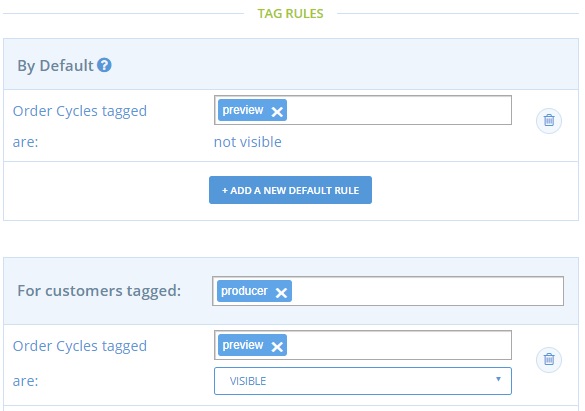 TAG RULES
By Default ?
Order Cycles tagged
preview ×
are:
not visible
+ ADD A NEW DEFAULT RULE
For customers tagged:
producer ×
Order Cycles tagged
preview ×
are:
VISIBLE